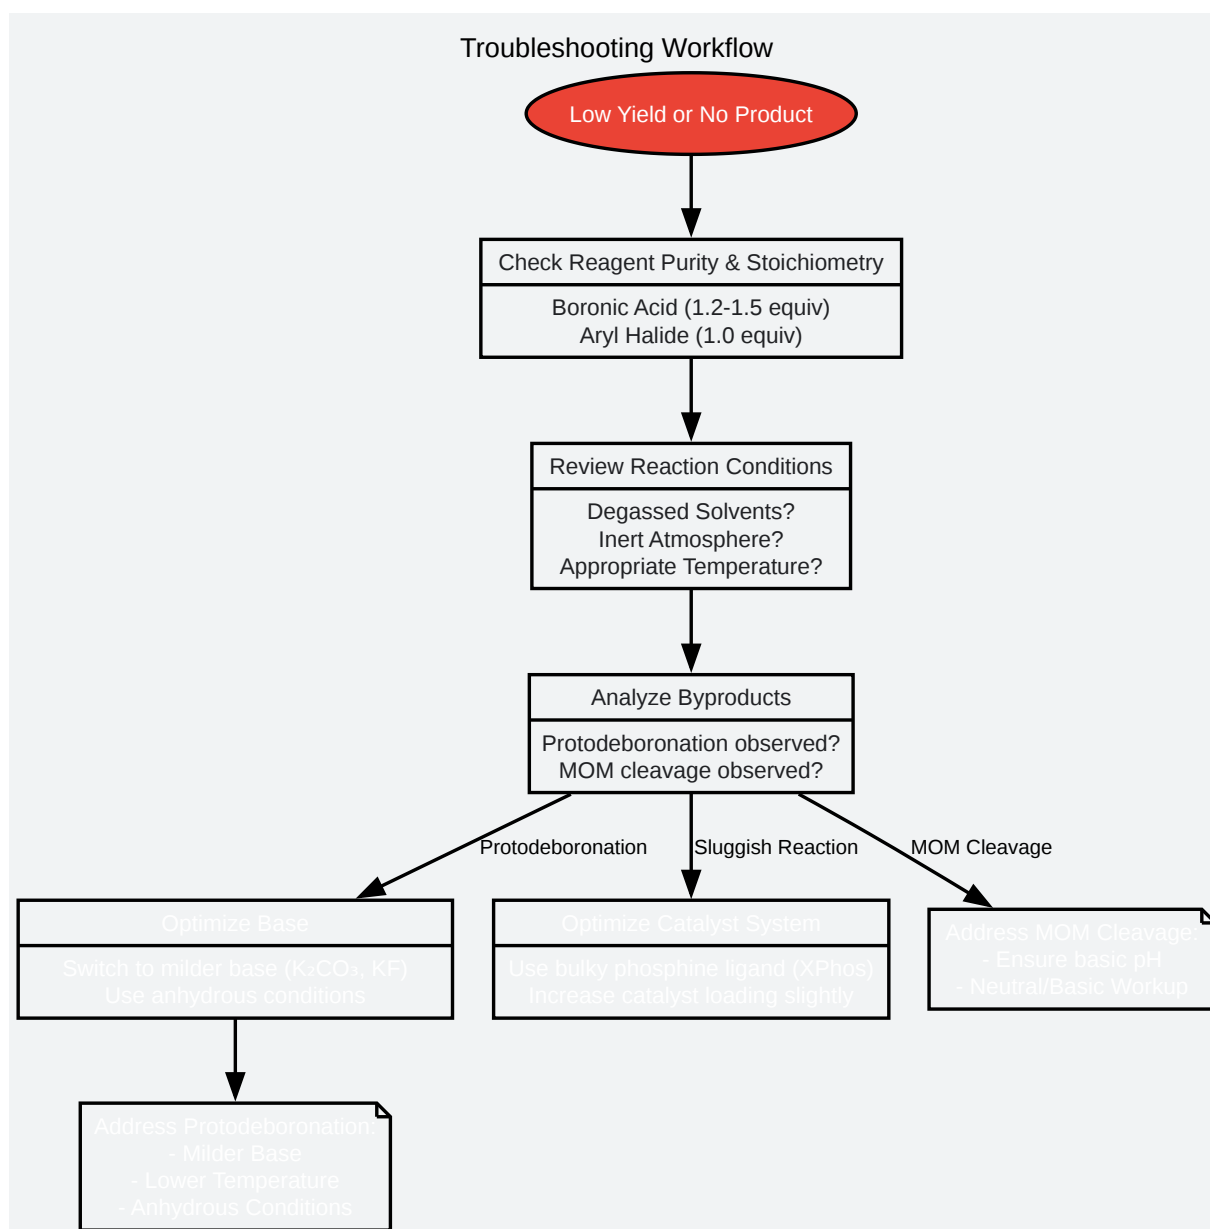 Troubleshooting Workflow
Low Yield or No Product
Check Reagent Purity & Stoichiometry
Boronic Acid (1.2-1.5 equiv)
Aryl Halide (1.0 equiv)
Review Reaction Conditions
Degassed Solvents?
Inert Atmosphere?
Appropriate Temperature?
Analyze Byproducts
Protodeboronation observed?
MOM cleavage observed?
Protodeboronation
Sluggish Reaction
MOM Cleavage
Optimize Base
Switch to milder base (K₂CO₃, KF)
Use anhydrous conditions
Optimize Catalyst System
Use bulky phosphine ligand (XPhos)
Increase catalyst loading slightly
Address MOM Cleavage:
- Ensure basic pH
- Neutral/Basic Workup
Address Protodeboronation:
- Milder Base
- Lower Temperature
- Anhydrous Conditions